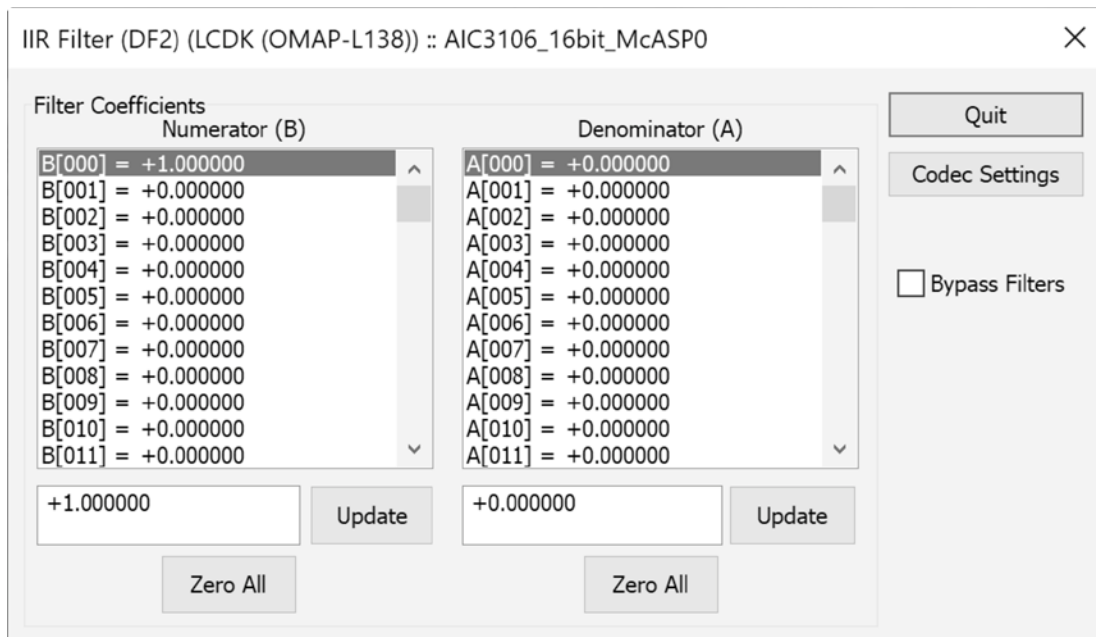 IIR Filter (DF2) (LCDK (OMAP-L138)) :: AIC3106_16bit_McASP0
Filter Coefficients
Numerator (B)
B[000] = +1.000000
B[001] = +0.000000
B[002] = +0.000000
B[003] = +0.000000
B[004] = +0.000000
B[005] = +0.000000
B[006] = +0.000000
B[007] = +0.000000
B[008] = +0.000000
B[009] = +0.000000
B[010] = +0.000000
B[011] = +0.000000
+1.000000
Update
Zero All
Denominator (A)
A[000] = +0.000000
A[001] = +0.000000
A[002] = +0.000000
A[003] = +0.000000
A[004] = +0.000000
A[005] = +0.000000
A[006] = +0.000000
A[007] = +0.000000
A[008] = +0.000000
A[009] = +0.000000
A[010] = +0.000000
A[011] = +0.000000
+0.000000
Update
Zero All
Quit
Codec Settings
Bypass Filters